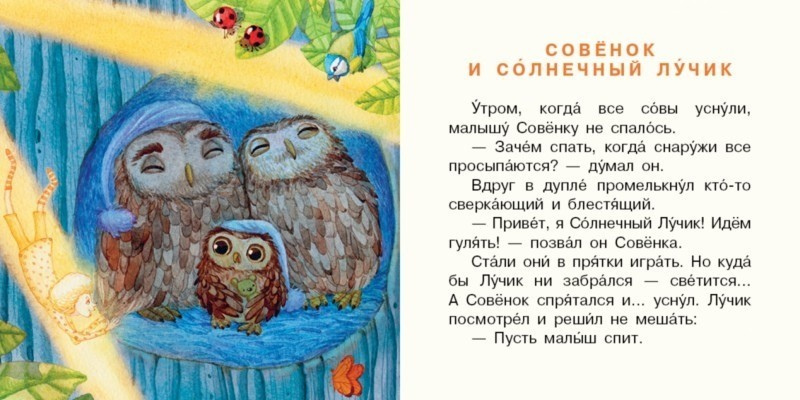 СОВЁНОК
И СО́ЛНЕЧНЫЙ ЛУ́ЧИК
У́тром, когда́ все со́вы усну́ли,
малышу́ Совёнку не спало́сь.
— Заче́м спать, когда́ снару́жи все
просыпа́ются? — ду́мал он.
Вдруг в дупле́ промелькну́л кто́-то
сверка́ющий и блестя́щий.
— Приве́т, я Со́лнечный Лу́чик! Идём
гуля́ть! — позва́л он Совёнка.
Ста́ли они́ в пря́тки игра́ть. Но куда́
бы Лу́чик ни забра́лся — све́тится...
А Совёнок спря́тался и... усну́л. Лу́чик
посмотре́л и реши́л не меша́ть:
— Пусть малы́ш спит.